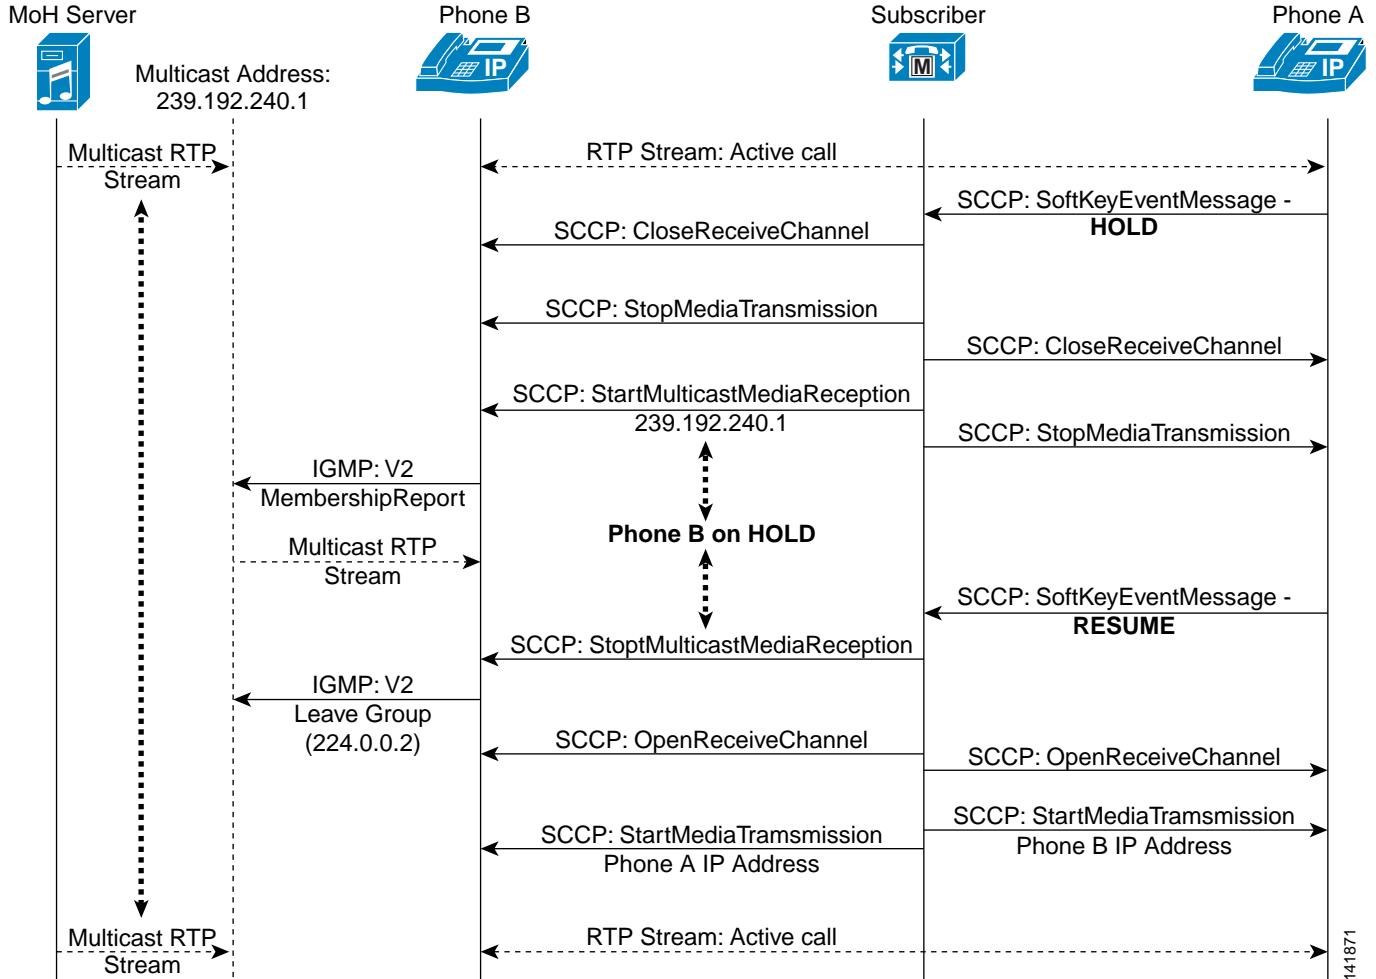 MoH Server
Phone B
Subscriber
Phone A
IP
M
IP
Multicast Address:
239.192.240.1
Multicast RTP
Stream
RTP Stream: Active call
SCCP: SoftKeyEventMessage -
HOLD
SCCP: CloseReceiveChannel
SCCP: StopMediaTransmission
SCCP: CloseReceiveChannel
SCCP: StartMulticastMediaReception
239.192.240.1
SCCP: StopMediaTransmission
IGMP: V2
MembershipReport
Phone B on HOLD
Multicast RTP
Stream
SCCP: SoftKeyEventMessage -
RESUME
SCCP: StoptMulticastMediaReception
IGMP: V2
Leave Group
(224.0.0.2)
SCCP: OpenReceiveChannel
SCCP: OpenReceiveChannel
SCCP: StartMediaTramsmission
Phone B IP Address
SCCP: StartMediaTramsmission
Phone A IP Address
Multicast RTP
Stream
RTP Stream: Active call
141871